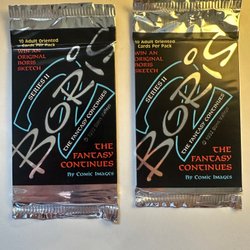 10 Adult Oriented
Cards Per Pack
WIN AN
ORIGINAL
BORIS
SKETCH
SERIES II
BORIS
THE FANTASY CONTINUES
THE
FANTASY
CONTINUES
By Comic Images
10 Adult Oriented
Cards Per Pack
WIN AN
ORIGINAL
BORIS
SKETCH
SERIES II
BORIS
THE FANTASY CONTINUES
THE
FANTASY
CONTINUES
By Comic Images